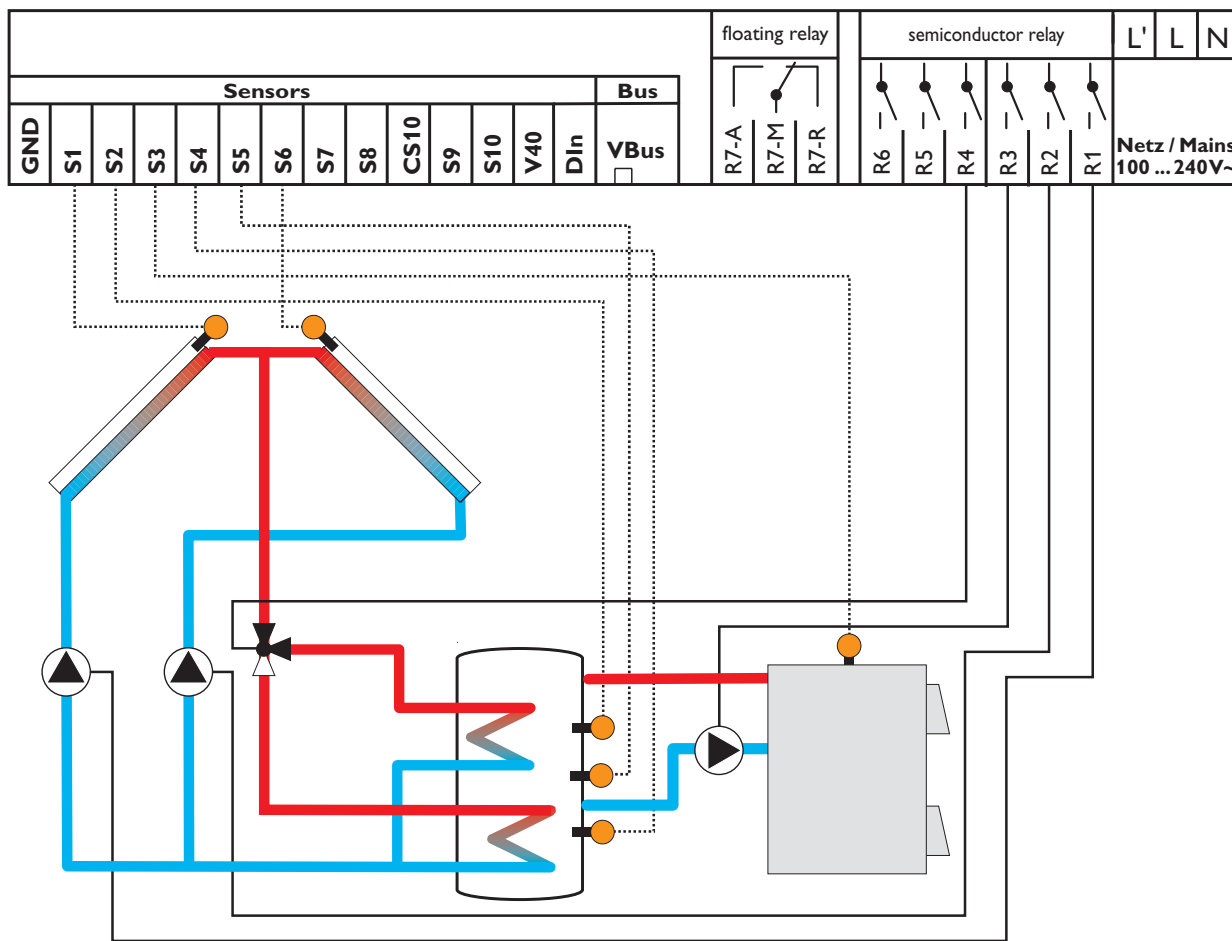 floating relay
semiconductor relay
L'
L
N
Sensors
Bus
GND
S1
S2
S3
S4
S5
S6
S7
S8
CS10
S9
S10
V40
DIn
VBus
R7-A
R7-M
R7-R
R6
R5
R4
R3
R2
R1
Netz / Mains
100 ... 240V~